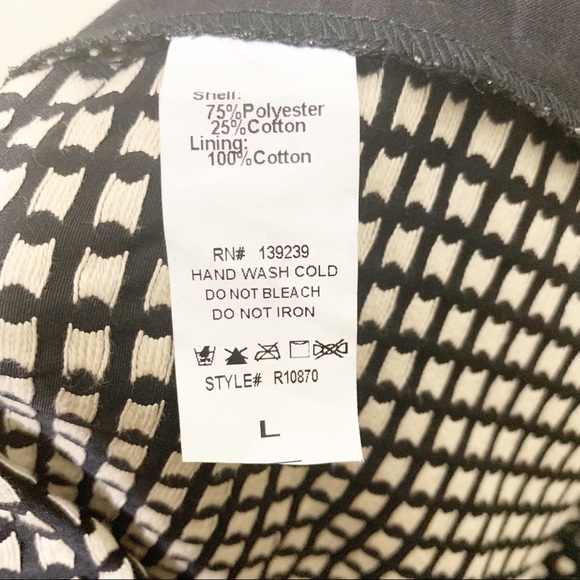 Shell:
75%Polyester
25%Cotton
Lining:
100%Cotton
RN# 139239
HAND WASH COLD
DO NOT BLEACH
DO NOT IRON
STYLE# R10870
L